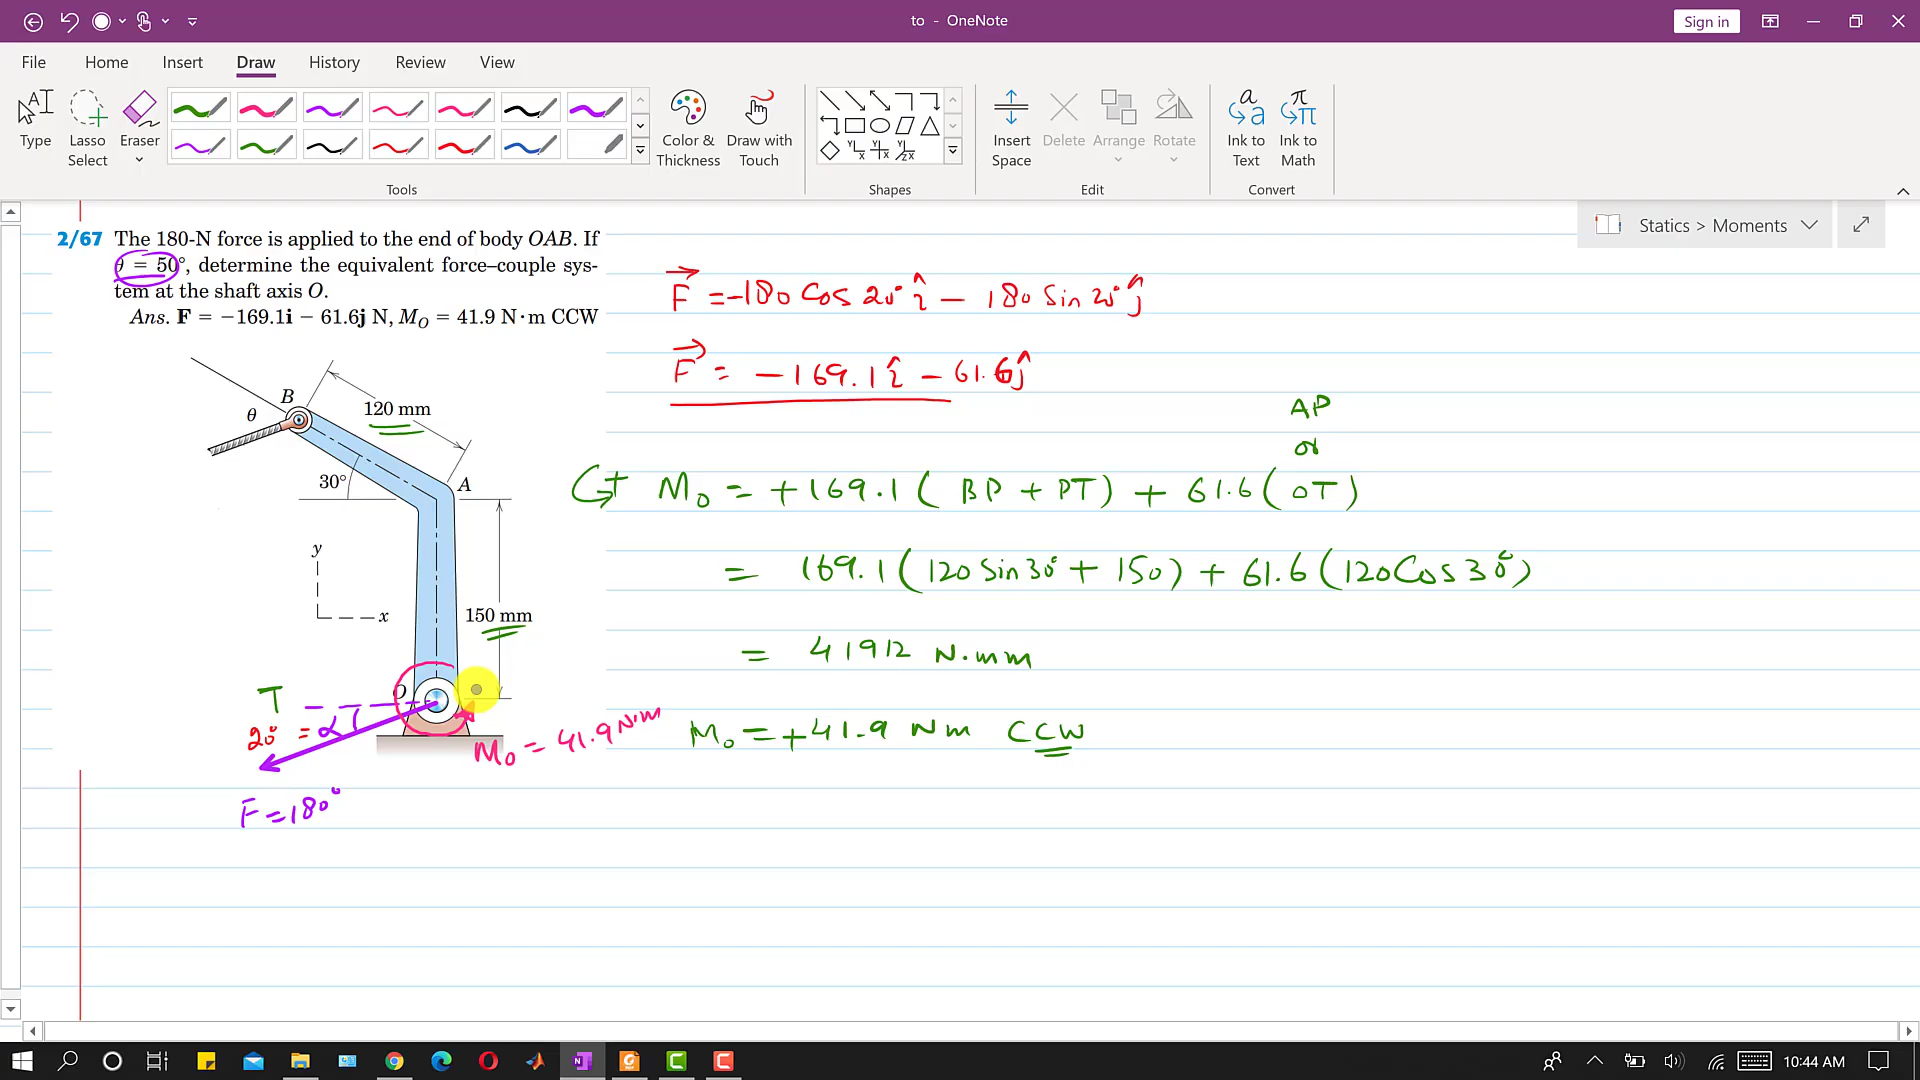 to - OneNote
Sign in
File Home Insert Draw History Review View
Type
Lasso Select
Eraser
Color & Thickness
Draw with Touch
Insert Space
Delete
Arrange
Rotate
Ink to Text
Ink to Math
Tools
Shapes
Edit
Convert
Statics > Moments
2/67 The 180-N force is applied to the end of body OAB. If
θ = 50°, determine the equivalent force–couple sys-
tem at the shaft axis O.
Ans. F = −169.1i − 61.6j N, M_O = 41.9 N·m CCW
B
θ
120 mm
30°
A
y
x
150 mm
O
T
20° = α
F = 180°
M_O = 41.9 N·m
F = -180 Cos 20° î − 180 Sin 20° ĵ
F = −169.1 î − 61.6 ĵ
AP
or
+ M_O = +169.1 ( BP + PT ) + 61.6 ( OT )
= 169.1 ( 120 Sin 30° + 150 ) + 61.6 ( 120 Cos 30° )
= 41912 N.mm
M_O = +41.9 Nm CCW
10:44 AM